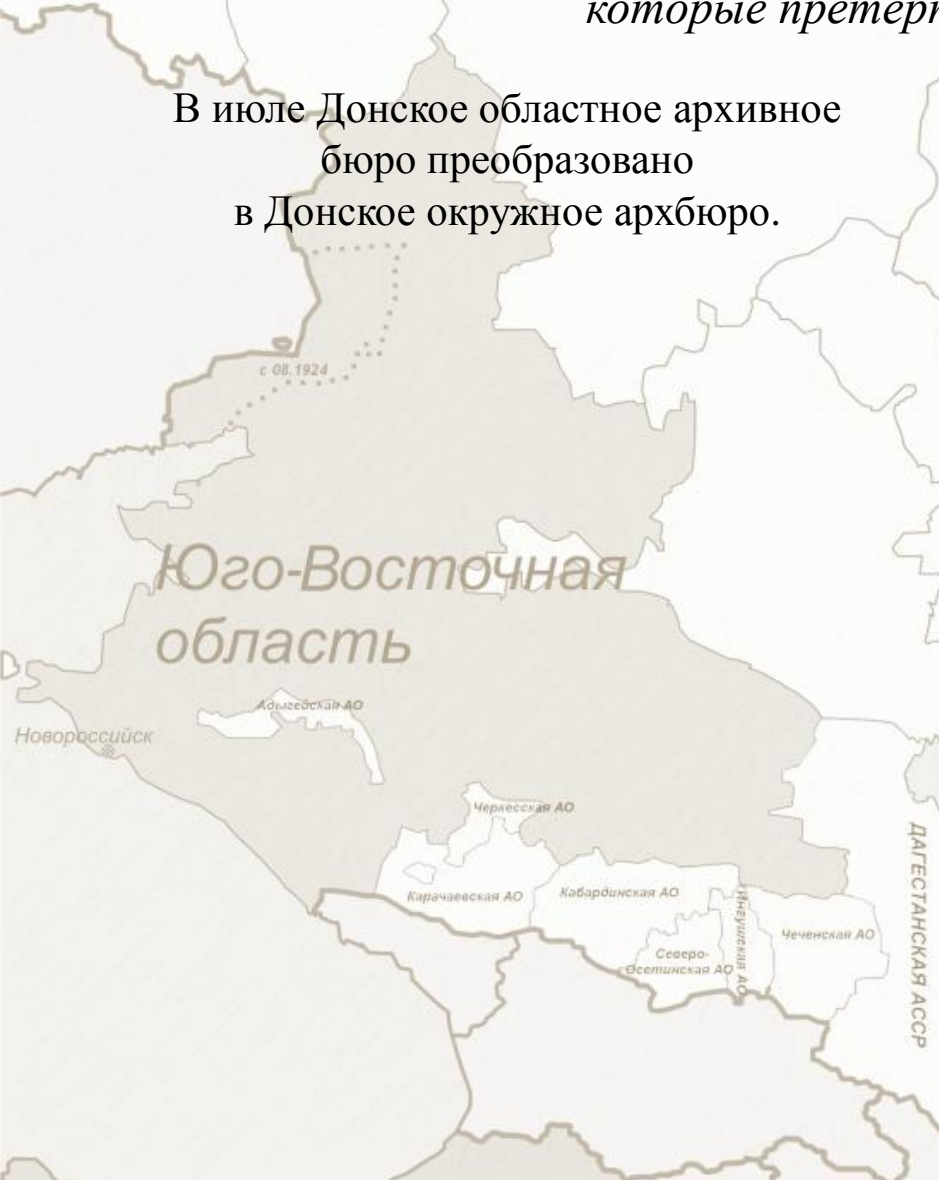 которые претерп
В июле Донское областное архивное
бюро преобразовано
в Донское окружное архбюро.
с 08.1924
Юго-Восточная
область
Адыгейская АО
Новороссийск
Черкесская АО
Карачаевская АО
Кабардинская АО
Ингушская АО
Чеченская АО
Северо-
Осетинская АО
ДАГЕСТАНСКАЯ АССР